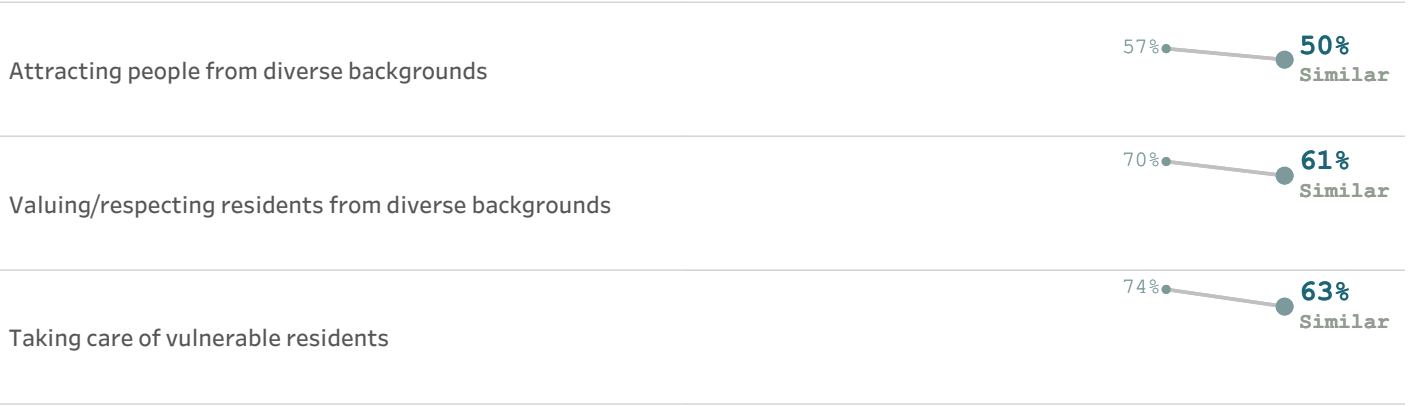 57%
50%
Attracting people from diverse backgrounds
Similar
70%
61%
Valuing/respecting residents from diverse backgrounds
Similar
74%
63%
Taking care of vulnerable residents
Similar